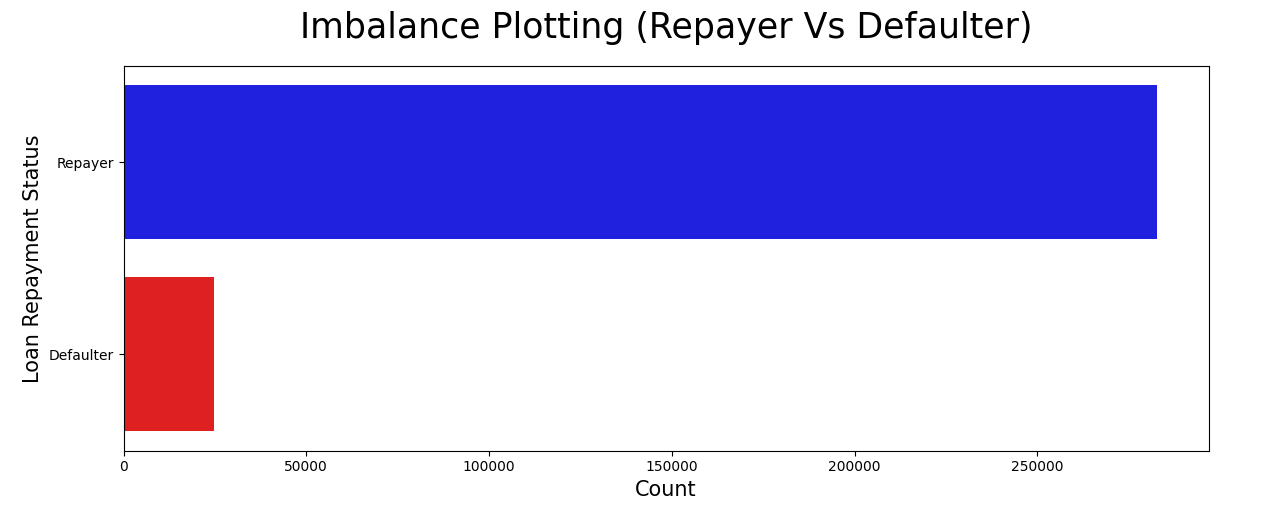 Imbalance Plotting (Repayer Vs Defaulter)
Loan Repayment Status
Repayer
Defaulter
0 50000 100000 150000 200000 250000
Count